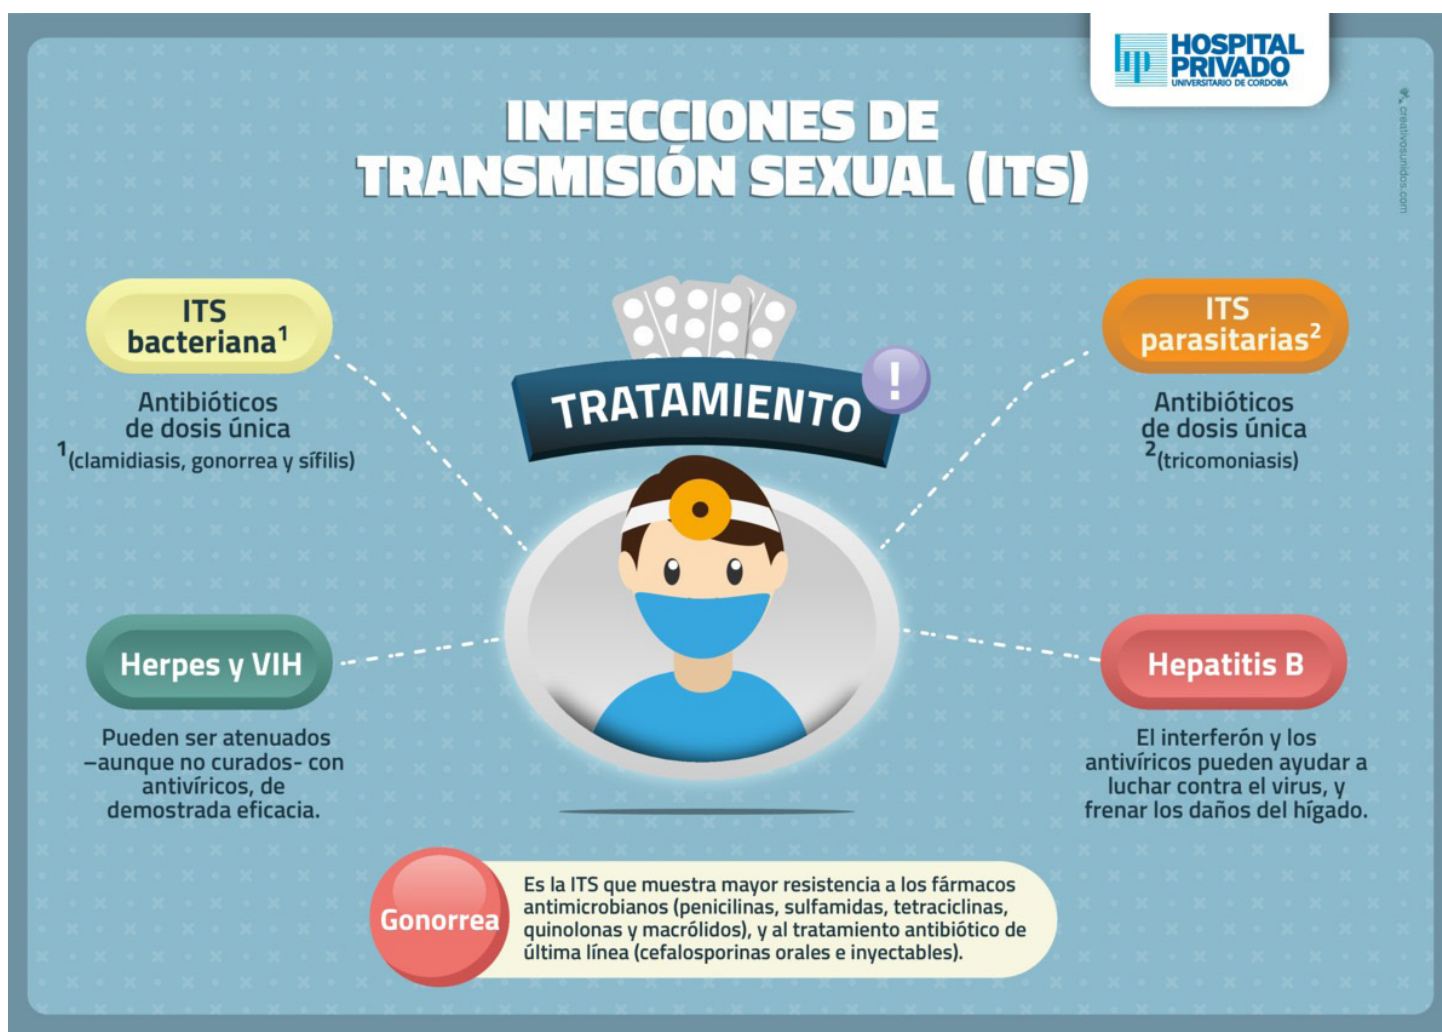 HOSPITAL
PRIVADO
UNIVERSITARIO DE CORDOBA
creativosunidos.com
INFECCIONES DE
TRANSMISIÓN SEXUAL (ITS)
ITS
bacteriana¹
Antibióticos
de dosis única
¹(clamidiasis, gonorrea y sífilis)
TRATAMIENTO
!
ITS
parasitarias²
Antibióticos
de dosis única
²(tricomoniasis)
Herpes y VIH
Pueden ser atenuados
–aunque no curados- con
antivíricos, de
demostrada eficacia.
Hepatitis B
El interferón y los
antivíricos pueden ayudar a
luchar contra el virus, y
frenar los daños del hígado.
Gonorrea
Es la ITS que muestra mayor resistencia a los fármacos
antimicrobianos (penicilinas, sulfamidas, tetraciclinas,
quinolonas y macrólidos), y al tratamiento antibiótico de
última línea (cefalosporinas orales e inyectables).